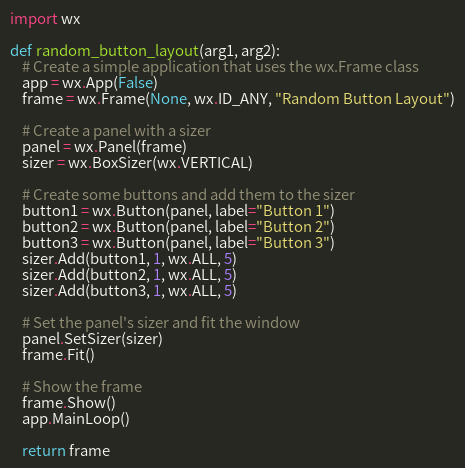 import wx

def random_button_layout(arg1, arg2):
    # Create a simple application that uses the wx.Frame class
    app = wx.App(False)
    frame = wx.Frame(None, wx.ID_ANY, "Random Button Layout")

    # Create a panel with a sizer
    panel = wx.Panel(frame)
    sizer = wx.BoxSizer(wx.VERTICAL)

    # Create some buttons and add them to the sizer
    button1 = wx.Button(panel, label="Button 1")
    button2 = wx.Button(panel, label="Button 2")
    button3 = wx.Button(panel, label="Button 3")
    sizer.Add(button1, 1, wx.ALL, 5)
    sizer.Add(button2, 1, wx.ALL, 5)
    sizer.Add(button3, 1, wx.ALL, 5)

    # Set the panel's sizer and fit the window
    panel.SetSizer(sizer)
    frame.Fit()

    # Show the frame
    frame.Show()
    app.MainLoop()

    return frame